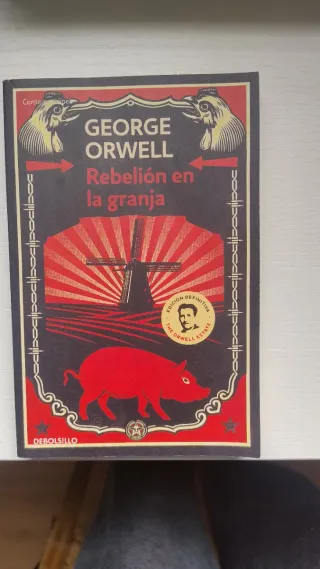 GEORGE
ORWELL
Rebelión en
la granja
EDICIÓN DEFINITIVA
THE ORWELL ESTATE
DEBOLSILLO